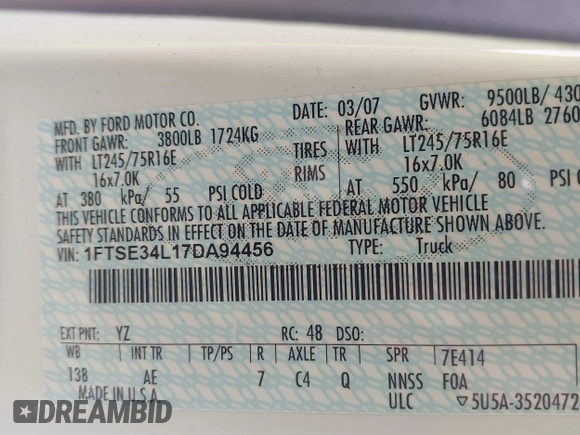 MFD. BY FORD MOTOR CO. DATE: 03/07 GVWR: 9500LB/ 430
FRONT GAWR: 3800LB 1724KG REAR GAWR: 6084LB 2760
WITH LT245/75R16E TIRES WITH LT245/75R16E
16x7.0K RIMS 16x7.0K
AT 380 kPa/ 55 PSI COLD AT 550 kPa/ 80 PSI C
THIS VEHICLE CONFORMS TO ALL APPLICABLE FEDERAL MOTOR VEHICLE
SAFETY STANDARDS IN EFFECT ON THE DATE OF MANUFACTURE SHOWN ABOVE.
VIN: 1FTSE34L17DA94456 TYPE: Truck
EXT PNT: YZ RC: 48 DSO:
WB INT TR TP/PS R AXLE TR SPR 7E414
138 AE 7 C4 Q NNSS FOA
MADE IN U.S.A. ULC 5U5A-3520472
DEALERS
AUCTION